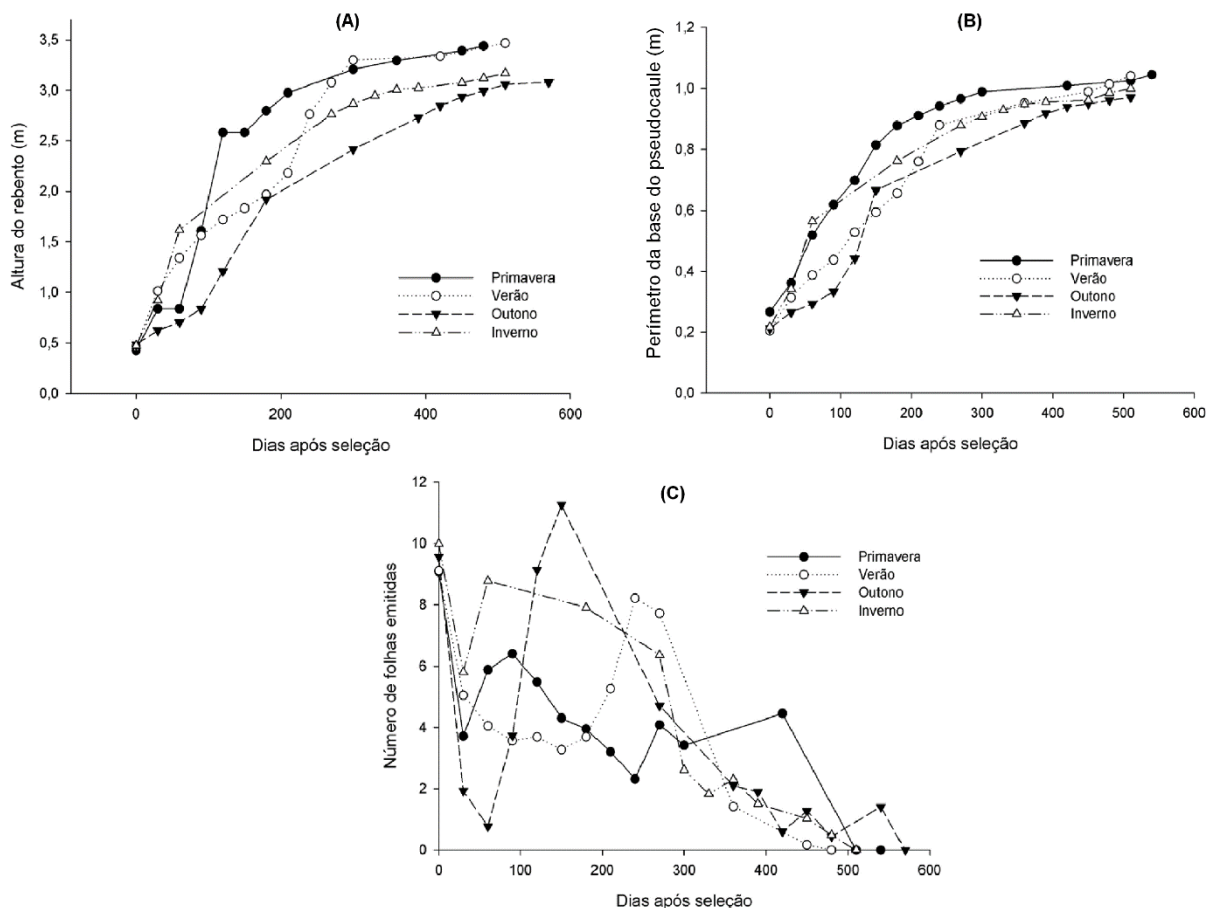 (A)
Altura do rebento (m)
3,5
3,0
2,5
2,0
1,5
1,0
0,5
0,0
Primavera
Verão
Outono
Inverno
0 200 400 600
Dias após seleção
(B)
Perímetro da base do pseudocaule (m)
1,2
1,0
0,8
0,6
0,4
0,2
0,0
Primavera
Verão
Outono
Inverno
0 100 200 300 400 500 600
Dias após seleção
(C)
Número de folhas emitidas
12
10
8
6
4
2
0
Primavera
Verão
Outono
Inverno
0 100 200 300 400 500 600
Dias após seleção